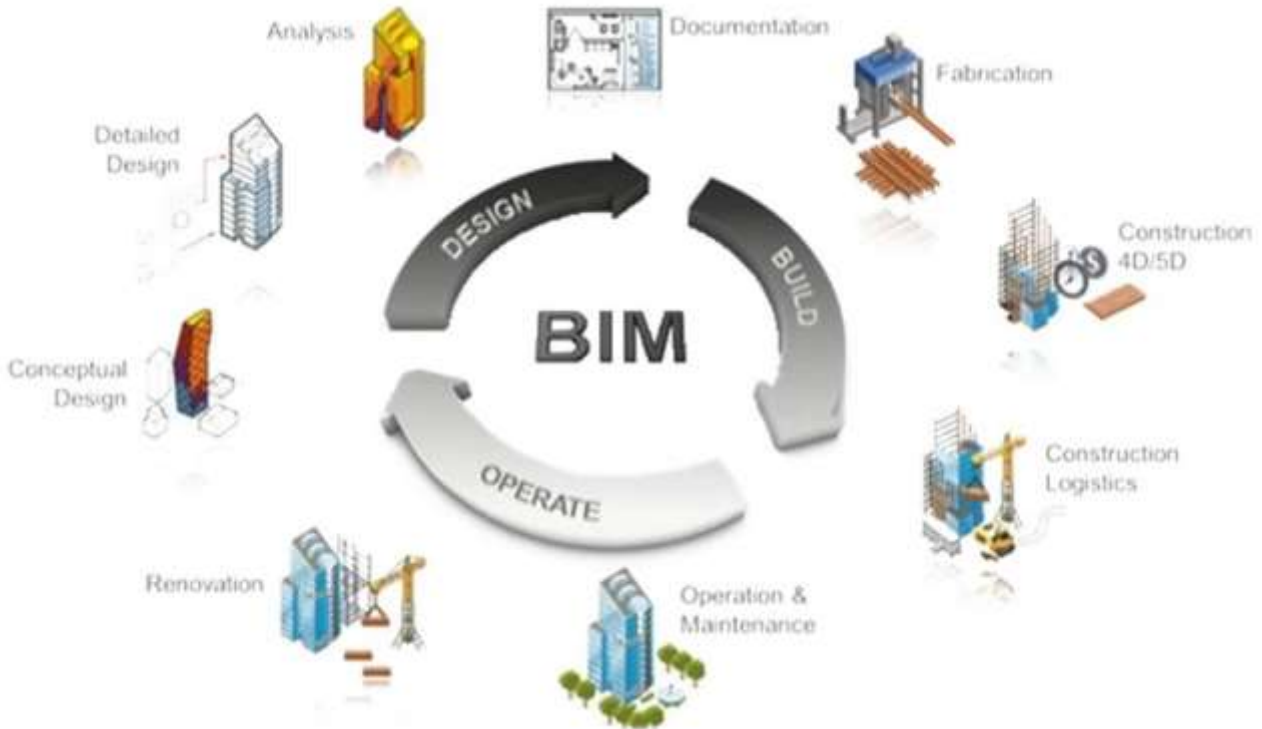 Analysis
Documentation
Fabrication
Detailed
Design
DESIGN
BUILD
Construction
4D/5D
BIM
Conceptual
Design
Construction
Logistics
OPERATE
Renovation
Operation &
Maintenance